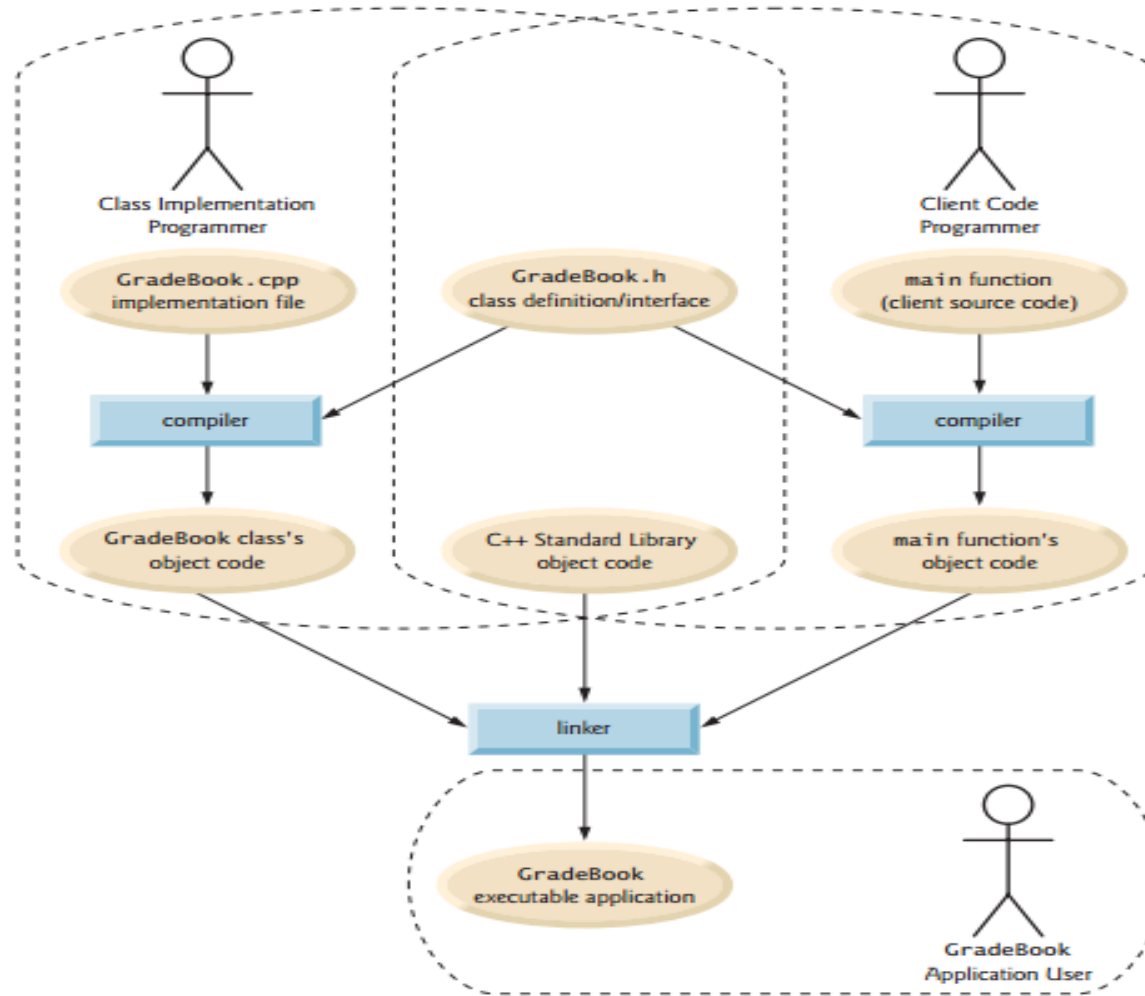 Class Implementation
Programmer
Client Code
Programmer
GradeBook.cpp
implementation file
GradeBook.h
class definition/interface
main function
(client source code)
compiler
compiler
GradeBook class's
object code
C++ Standard Library
object code
main function's
object code
linker
GradeBook
executable application
GradeBook
Application User